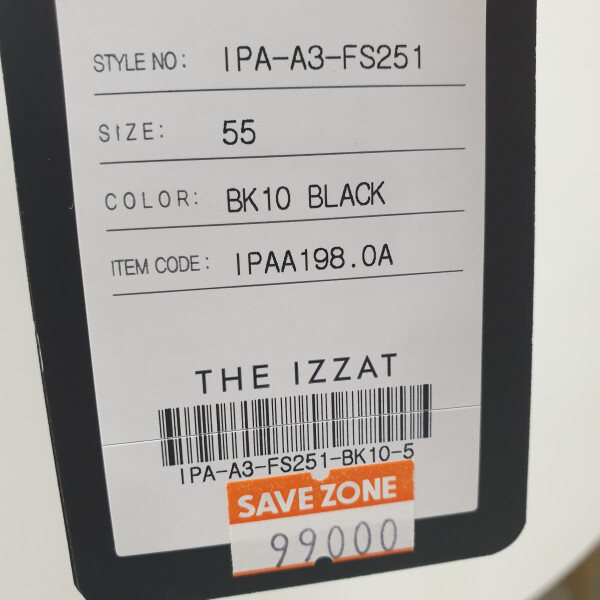 STYLE NO: IPA-A3-FS251
SIZE: 55
COLOR: BK10 BLACK
ITEM CODE: IPAA198.0A
THE IZZAT
IPA-A3-FS251-BK10-5
SAVE ZONE
99000